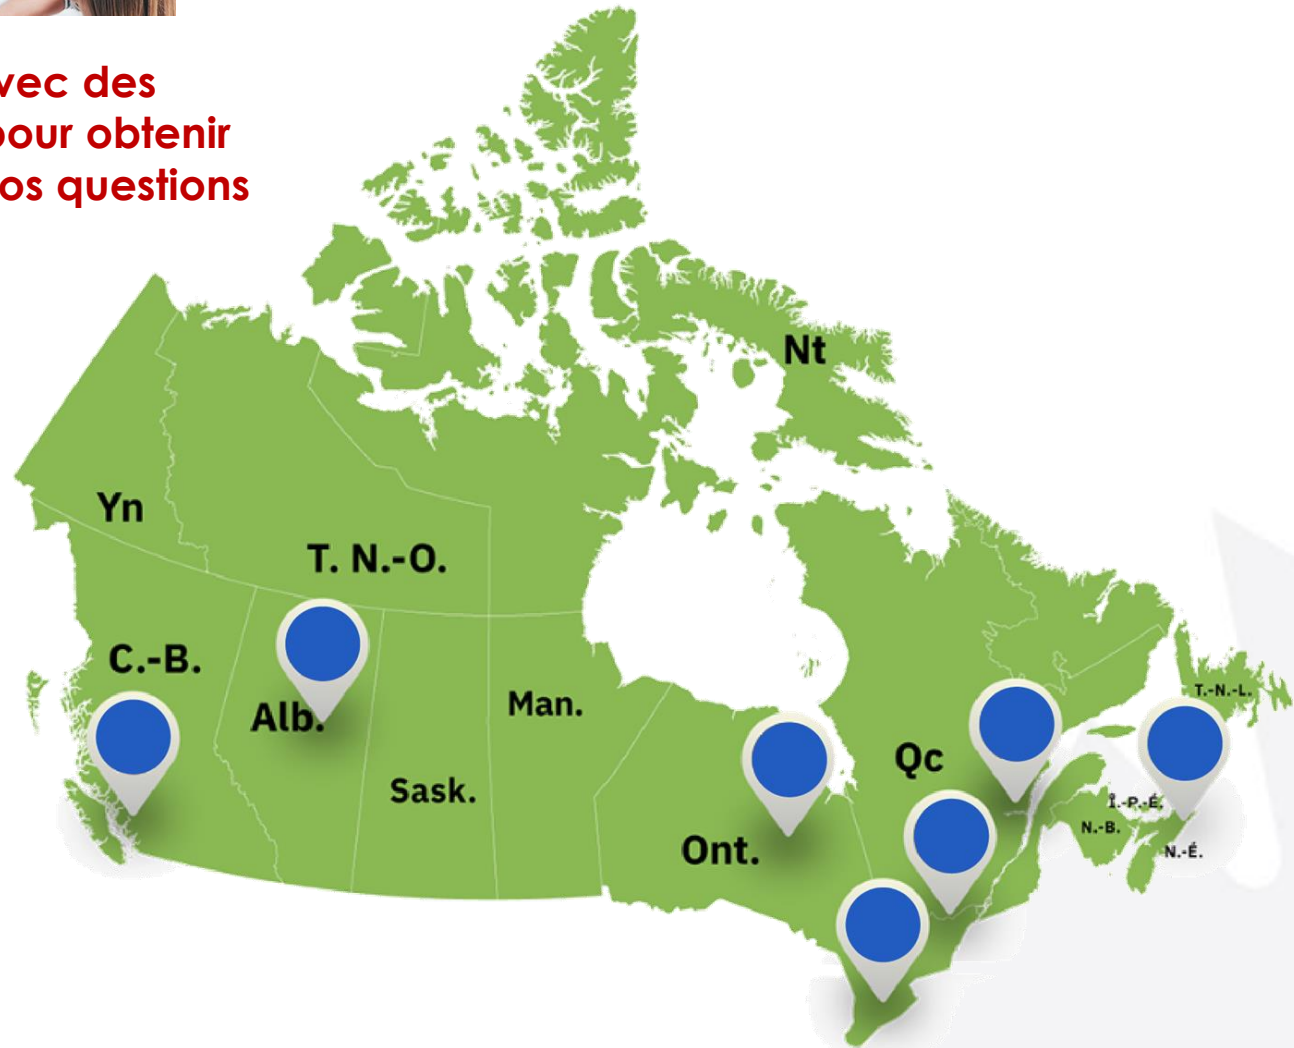 vec des
pour obtenir
os questions
Nt
Yn
T. N.-O.
C.-B.
Alb.
Man.
Sask.
Qc
Ont.
T.-N.-L.
Î.-P.-É.
N.-B.
N.-É.